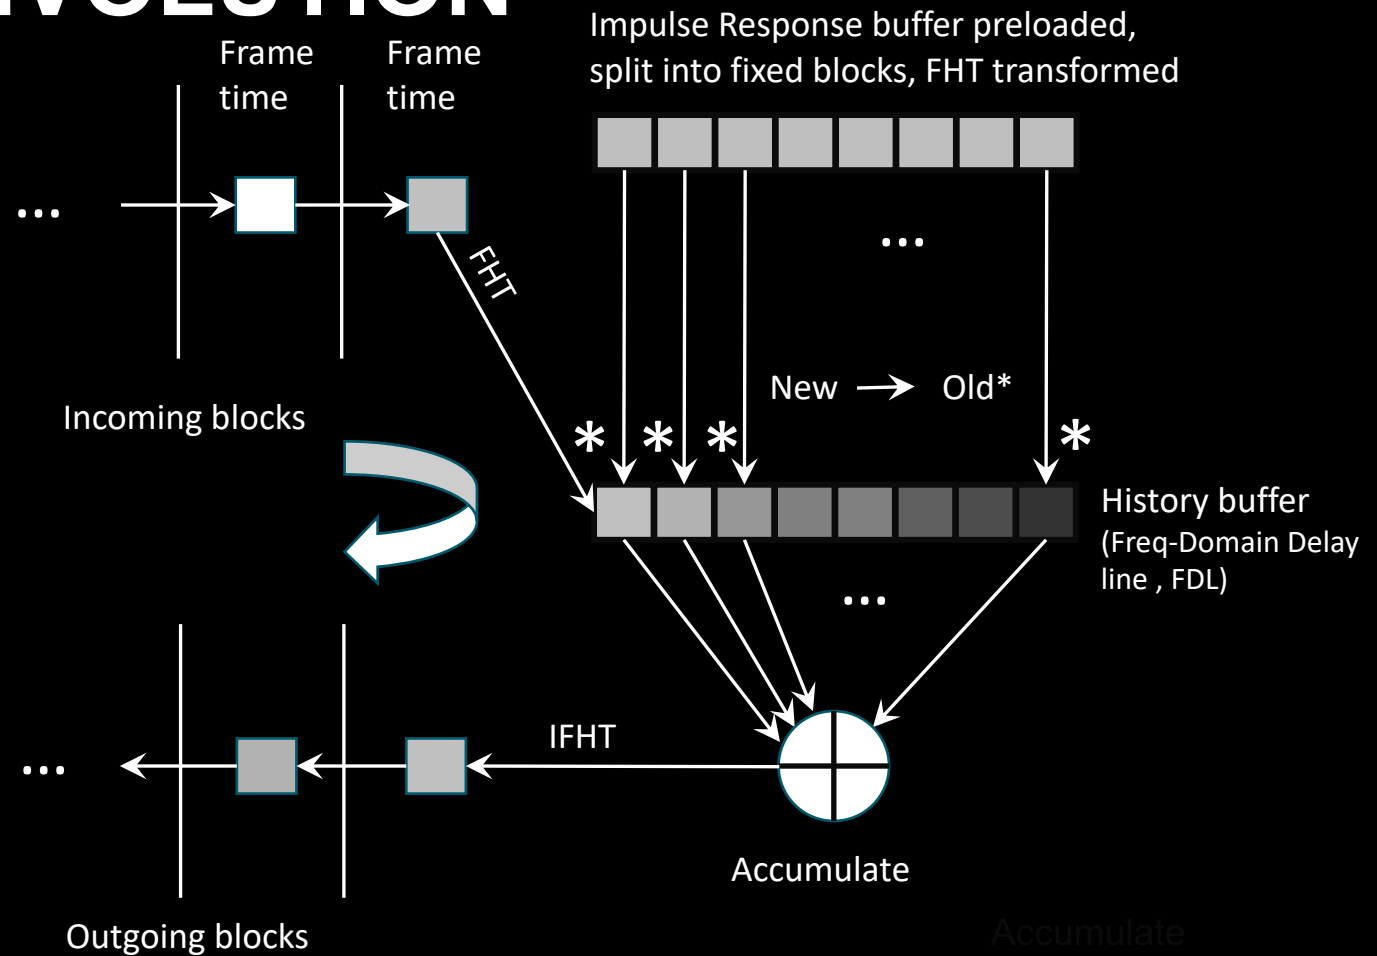 IVOLUTION
Impulse Response buffer preloaded,
split into fixed blocks, FHT transformed
Frame
time
Frame
time
...
...
FHT
New
Old*
Incoming blocks
* * * *
History buffer
(Freq-Domain Delay
line , FDL)
...
IFHT
...
Accumulate
Outgoing blocks
Accumulate